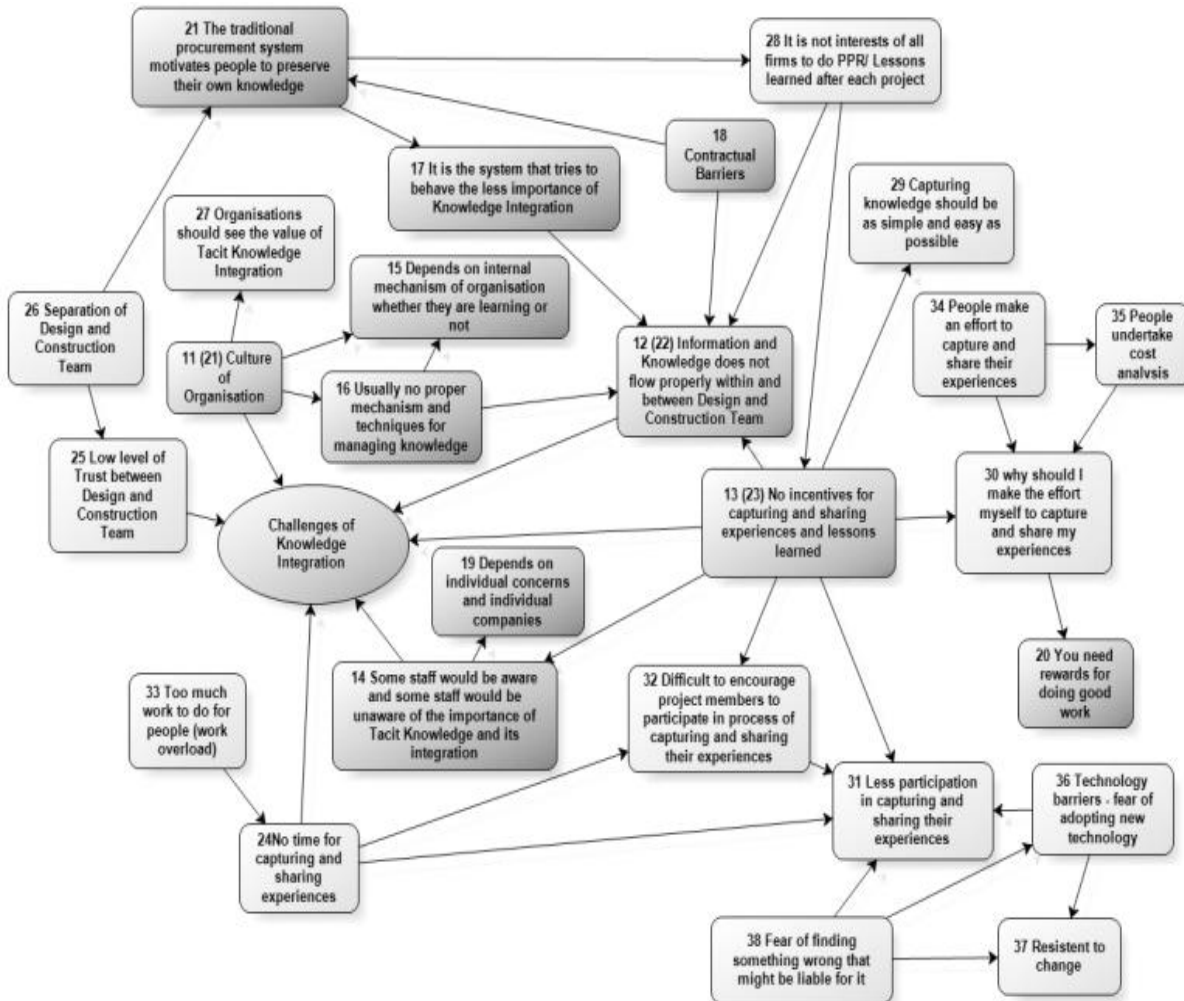 21 The traditional
procurement system
motivates people to preserve
their own knowledge
28 It is not interests of all
firms to do PPR/ Lessons
learned after each project
18
Contractual
Barriers
17 It is the system that tries to
behave the less importance of
Knowledge Integration
29 Capturing
knowledge should be
as simple and easy as
possible
27 Organisations
should see the value of
Tacit Knowledge
Integration
15 Depends on internal
mechanism of organisation
whether they are learning or
not
26 Separation of
Design and
Construction
Team
34 People make
an effort to
capture and
share their
experiences
35 People
undertake
cost
analvsis
12 (22) Information and
Knowledge does not
flow properly within and
between Design and
Construction Team
11 (21) Culture
of
Organisation
16 Usually no proper
mechanism and
techniques for
managing knowledge
25 Low level of
Trust between
Design and
Construction
Team
30 why should I
make the effort
myself to capture
and share my
experiences
13 (23) No incentives for
capturing and sharing
experiences and lessons
learned
Challenges of
Knowledge
Integration
19 Depends on
individual concerns
and individual
companies
20 You need
rewards for
doing good
work
14 Some staff would be aware
and some staff would be
unaware of the importance of
Tacit Knowledge and its
integration
32 Difficult to encourage
project members to
participate in process of
capturing and sharing
their experiences
33 Too much
work to do for
people (work
overload)
31 Less participation
in capturing and
sharing their
experiences
36 Technology
barriers - fear of
adopting new
technology
24No time for
capturing and
sharing
experiences
38 Fear of finding
something wrong that
might be liable for it
37 Resistent to
change